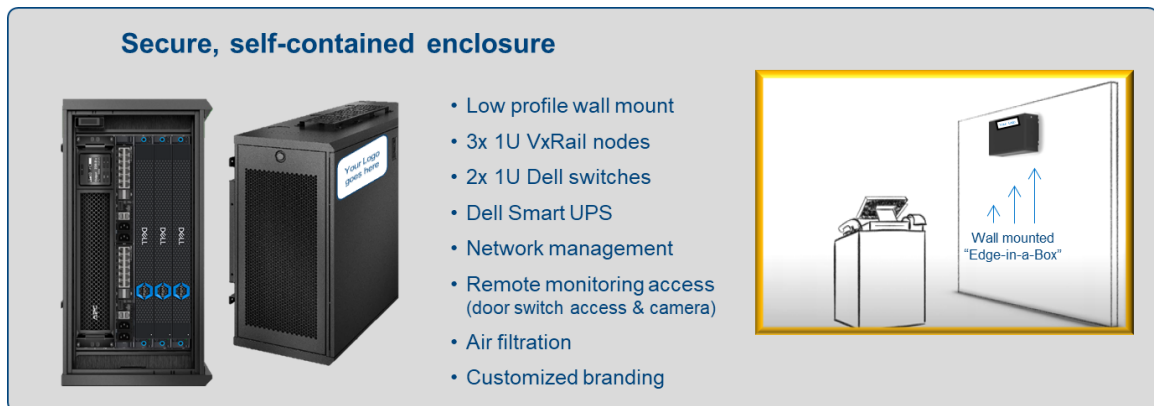 Secure, self-contained enclosure
• Low profile wall mount
• 3x 1U VxRail nodes
• 2x 1U Dell switches
• Dell Smart UPS
• Network management
• Remote monitoring access
(door switch access & camera)
• Air filtration
• Customized branding
Your Logo
goes here
DELL
DELL
DELL
APC
Wall mounted
“Edge-in-a-Box”